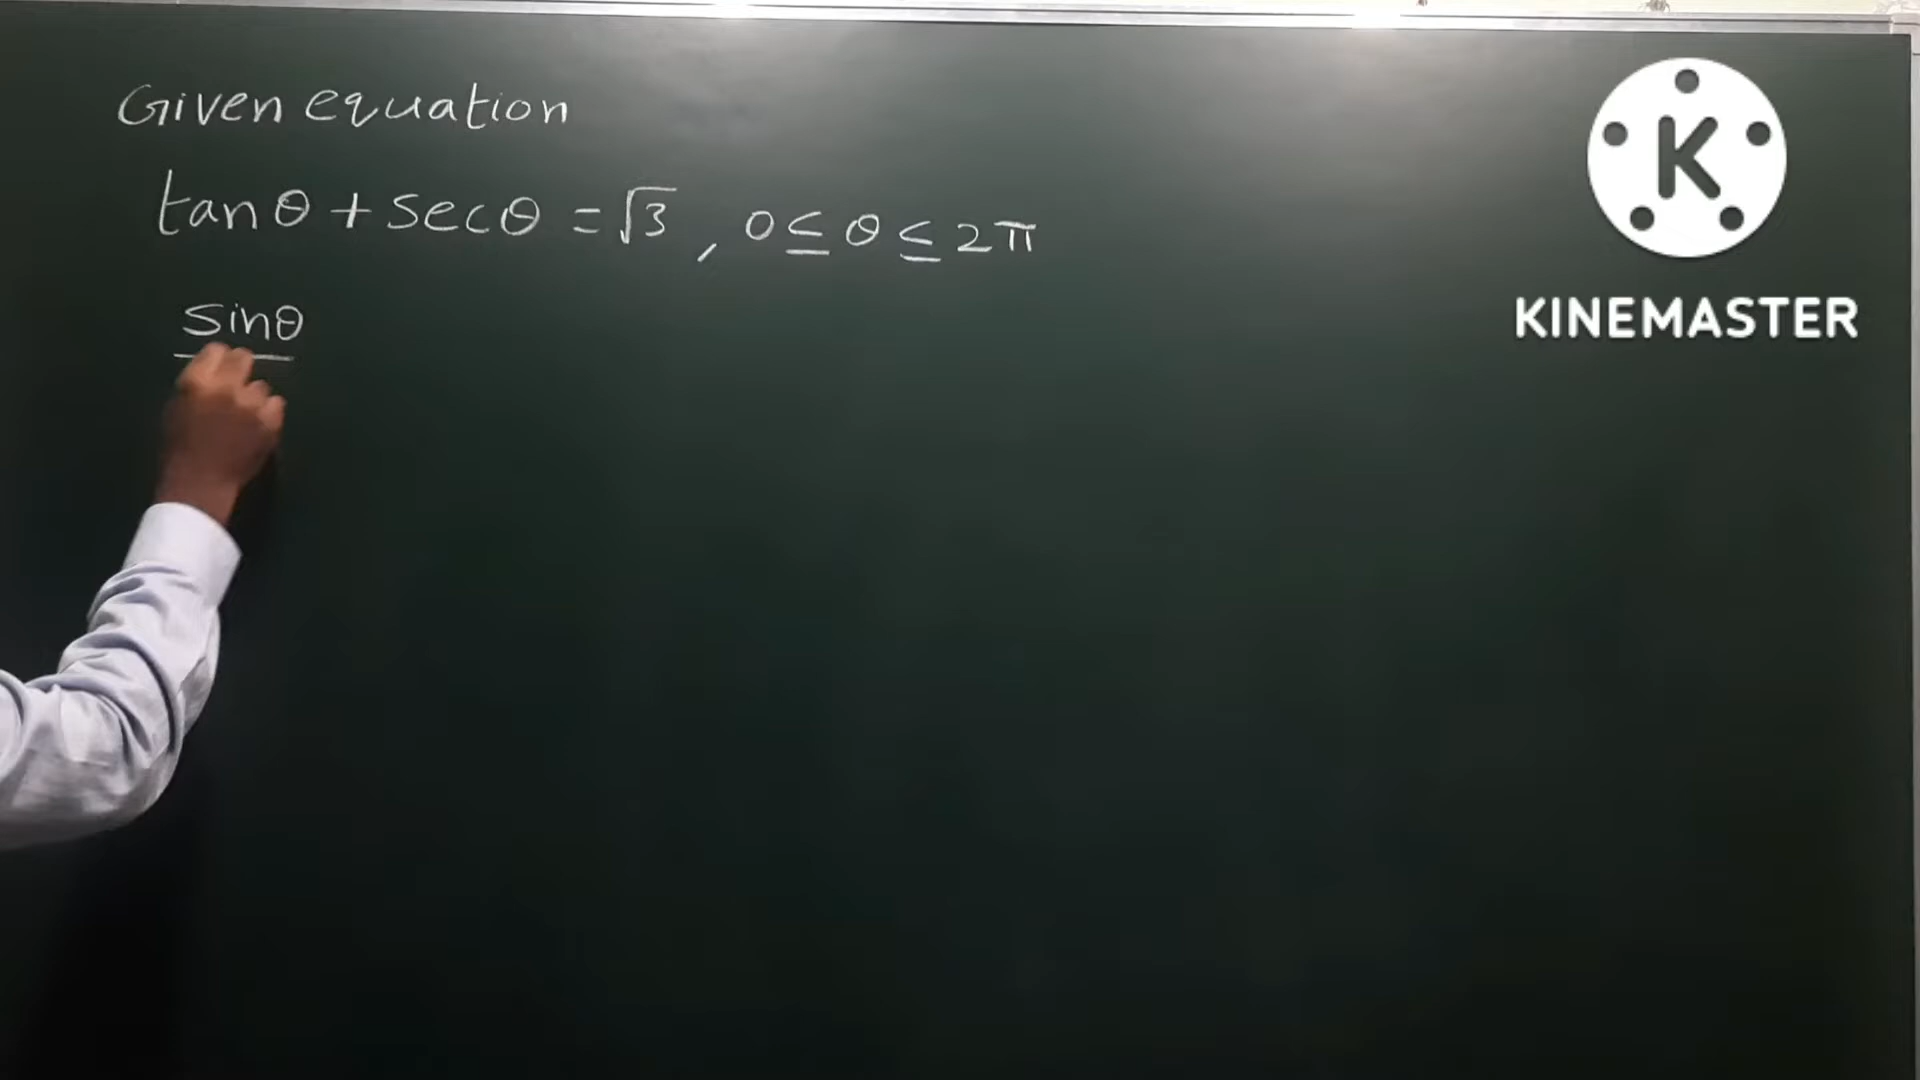 Given equation
tanθ + secθ = √3 , 0 ≤ θ ≤ 2π
sinθ
K
KINEMASTER